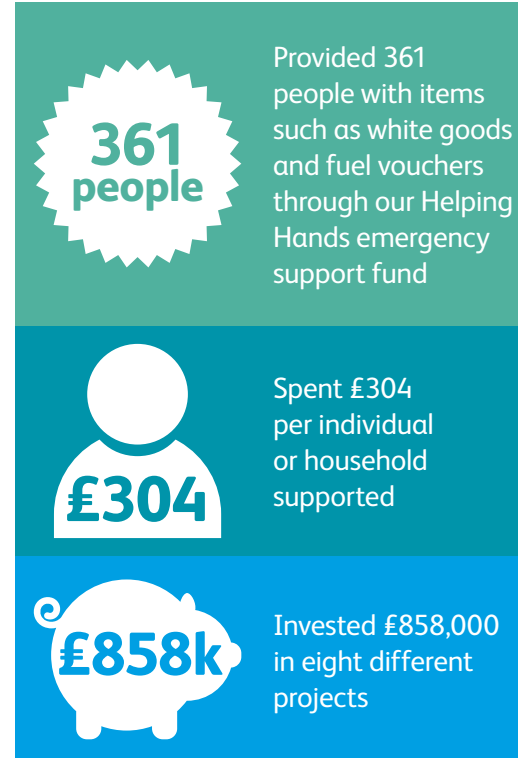 361
people
Provided 361
people with items
such as white goods
and fuel vouchers
through our Helping
Hands emergency
support fund
£304
Spent £304
per individual
or household
supported
£858k
Invested £858,000
in eight different
projects